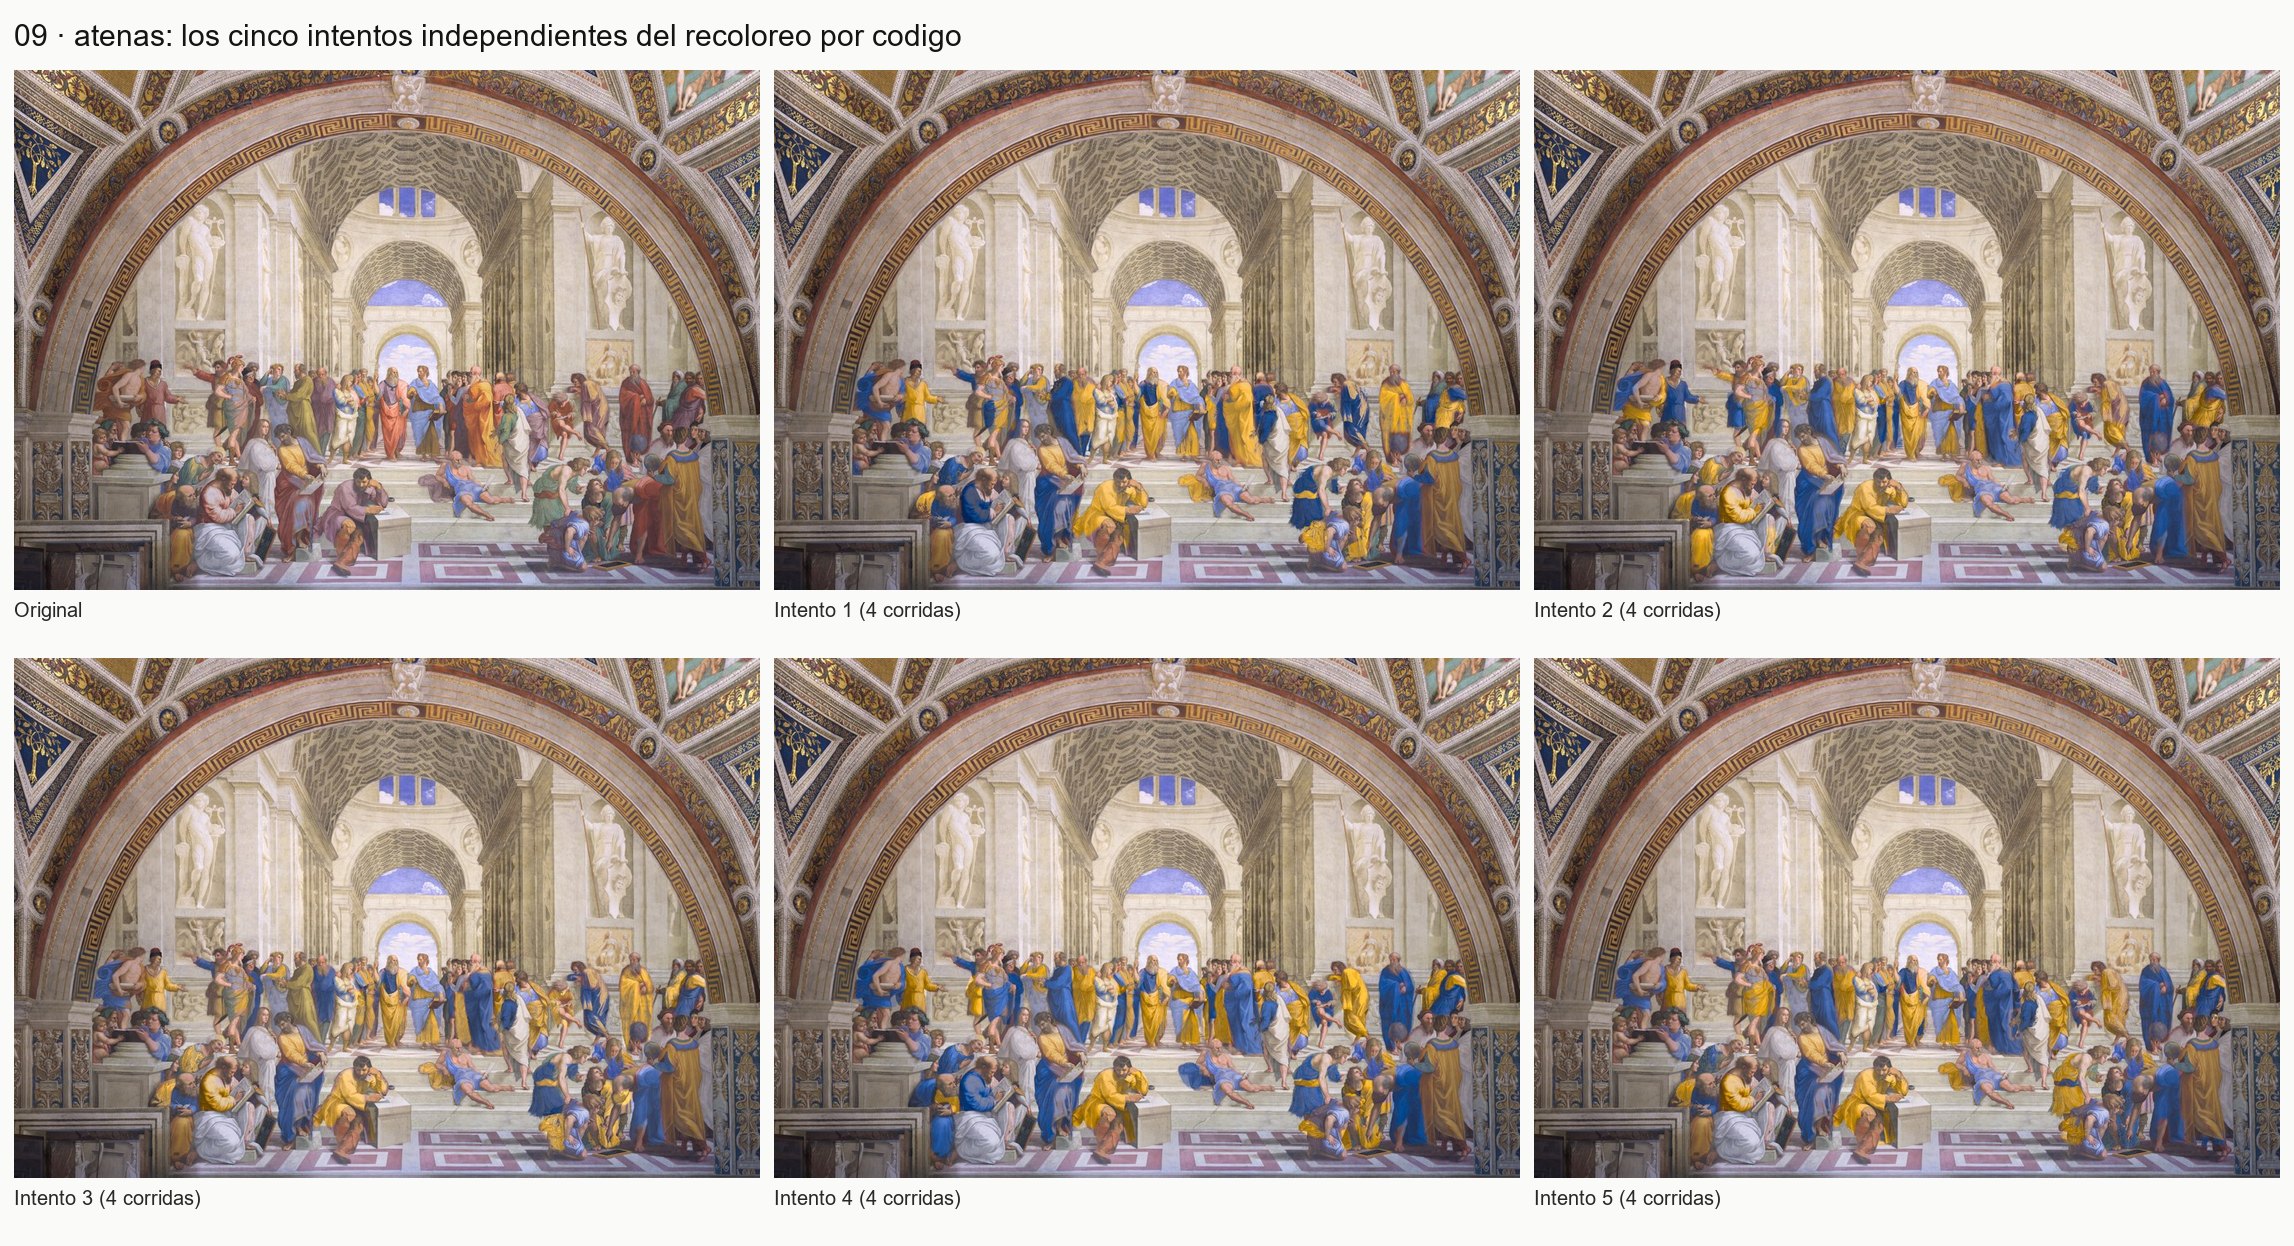 09 · atenas: los cinco intentos independientes del recoloreo por codigo
Original
Intento 1 (4 corridas)
Intento 2 (4 corridas)
Intento 3 (4 corridas)
Intento 4 (4 corridas)
Intento 5 (4 corridas)